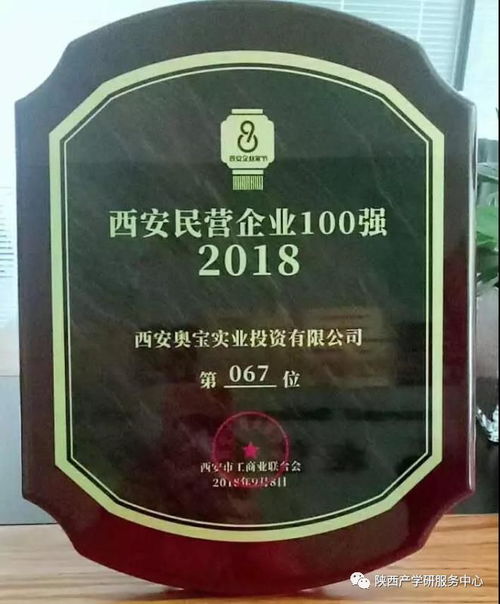 西安企业家节
西安民营企业100强
2018
西安奥宝实业投资有限公司
第 067 位
西安市工商业联合会
2018年9月8日
陕西产学研服务中心